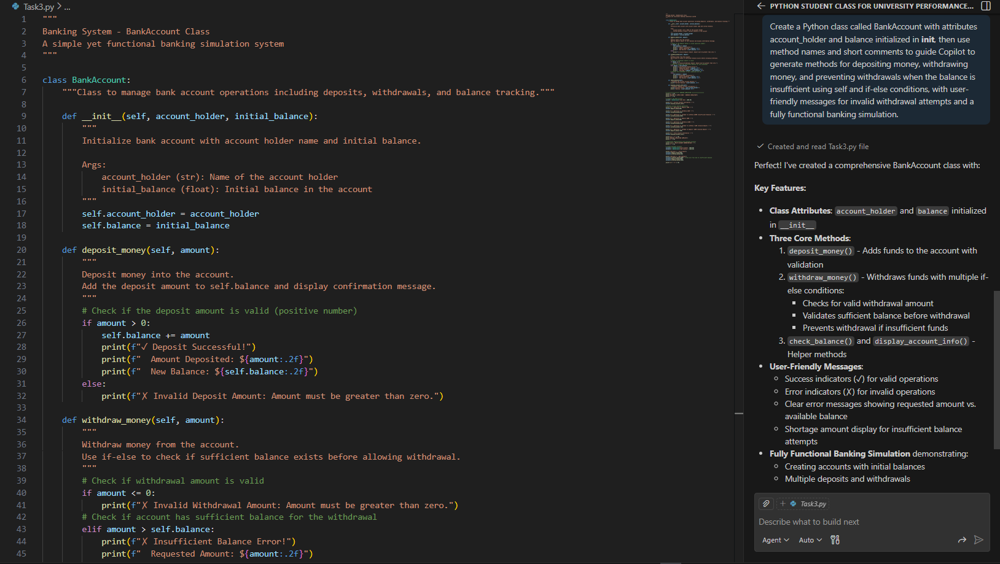 Task3.py > ...
1 """
2 Banking System - BankAccount Class
3 A simple yet functional banking simulation system
4 """
5
6 class BankAccount:
7     """Class to manage bank account operations including deposits, withdrawals, and balance tracking."""
8
9     def __init__(self, account_holder, initial_balance):
10         """
11         Initialize bank account with account holder name and initial balance.
12
13         Args:
14             account_holder (str): Name of the account holder
15             initial_balance (float): Initial balance in the account
16         """
17         self.account_holder = account_holder
18         self.balance = initial_balance
19
20     def deposit_money(self, amount):
21         """
22         Deposit money into the account.
23         Add the deposit amount to self.balance and display confirmation message.
24         """
25         # Check if the deposit amount is valid (positive number)
26         if amount > 0:
27             self.balance += amount
28             print(f"✓ Deposit Successful!")
29             print(f"  Amount Deposited: ${amount:.2f}")
30             print(f"  New Balance: ${self.balance:.2f}")
31         else:
32             print(f"✗ Invalid Deposit Amount: Amount must be greater than zero.")
33
34     def withdraw_money(self, amount):
35         """
36         Withdraw money from the account.
37         Use if-else to check if sufficient balance exists before allowing withdrawal.
38         """
39         # Check if withdrawal amount is valid
40         if amount <= 0:
41             print(f"✗ Invalid Withdrawal Amount: Amount must be greater than zero.")
42         # Check if account has sufficient balance for the withdrawal
43         elif amount > self.balance:
44             print(f"✗ Insufficient Balance Error!")
45             print(f"  Requested Amount: ${amount:.2f}")
← PYTHON STUDENT CLASS FOR UNIVERSITY PERFORMANCE...
Create a Python class called BankAccount with attributes
account_holder and balance initialized in init, then use
method names and short comments to guide Copilot to
generate methods for depositing money, withdrawing
money, and preventing withdrawals when the balance is
insufficient using self and if-else conditions, with user-
friendly messages for invalid withdrawal attempts and a
fully functional banking simulation.
✓ Created and read Task3.py file
Perfect! I've created a comprehensive BankAccount class with:
Key Features:
• Class Attributes: account_holder and balance initialized
in __init__
• Three Core Methods:
1. deposit_money() - Adds funds to the account with
validation
2. withdraw_money() - Withdraws funds with multiple if-
else conditions:
▪ Checks for valid withdrawal amount
▪ Validates sufficient balance before withdrawal
▪ Prevents withdrawal if insufficient funds
3. check_balance() and display_account_info() -
Helper methods
• User-Friendly Messages:
○ Success indicators (✓) for valid operations
○ Error indicators (✗) for invalid operations
○ Clear error messages showing requested amount vs.
available balance
○ Shortage amount display for insufficient balance
attempts
• Fully Functional Banking Simulation demonstrating:
○ Creating accounts with initial balances
○ Multiple deposits and withdrawals
+ Task3.py
Describe what to build next
Agent Auto